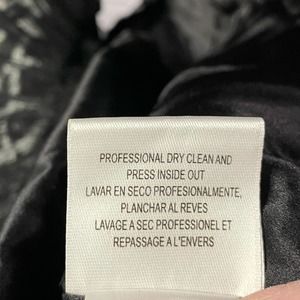 PROFESSIONAL DRY CLEAN AND
PRESS INSIDE OUT
LAVAR EN SECO PROFESIONALMENTE,
PLANCHAR AL REVES
LAVAGE A SEC PROFESSIONNEL ET
REPASSAGE A L'ENVERS